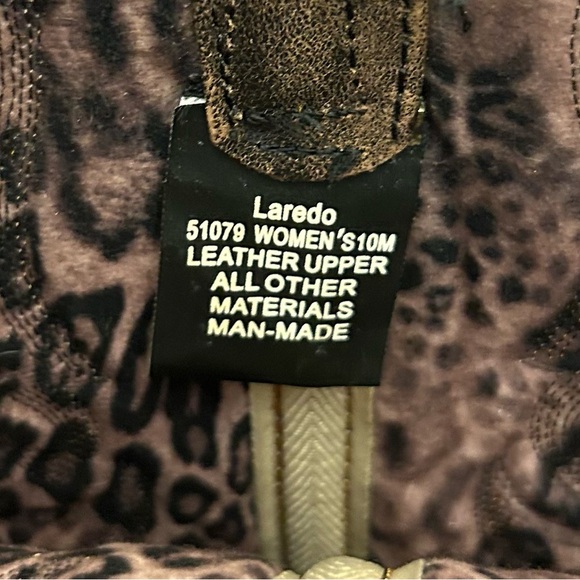 Laredo
51079 WOMEN'S10M
LEATHER UPPER
ALL OTHER
MATERIALS
MAN-MADE